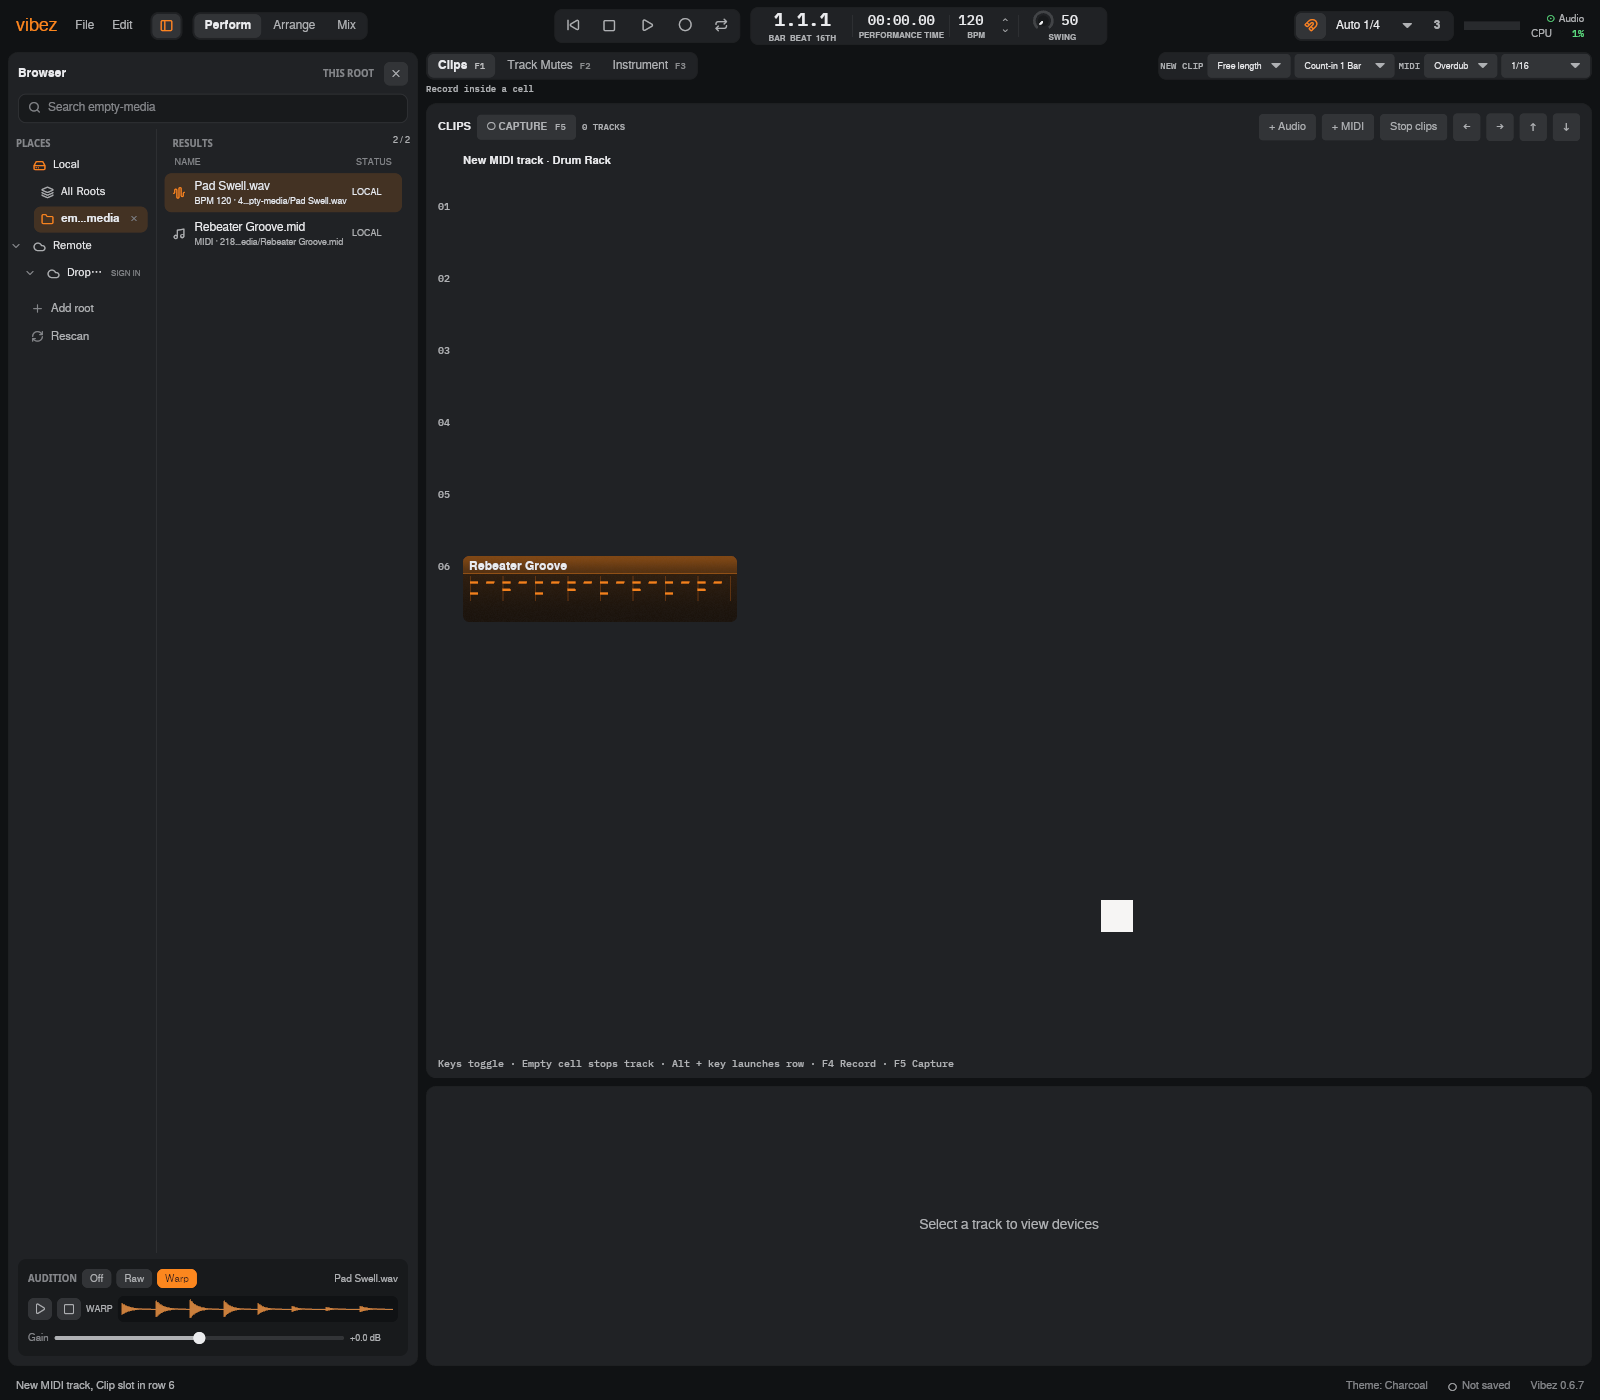 vibez File Edit Perform Arrange Mix
1.1.1 00:00.00 120 50
BAR BEAT 16TH PERFORMANCE TIME BPM SWING
Auto 1/4 3
Audio
CPU 1%
Browser THIS ROOT
Search empty-media
PLACES
Local
All Roots
em...media
Remote
Drop··· SIGN IN
Add root
Rescan
RESULTS 2 / 2
NAME STATUS
Pad Swell.wav LOCAL
BPM 120 · 4...pty-media/Pad Swell.wav
Rebeater Groove.mid LOCAL
MIDI · 218...edia/Rebeater Groove.mid
AUDITION Off Raw Warp Pad Swell.wav
WARP
Gain +0.0 dB
Clips F1 Track Mutes F2 Instrument F3
NEW CLIP Free length Count-in 1 Bar MIDI Overdub 1/16
Record inside a cell
CLIPS CAPTURE F5 0 TRACKS
+ Audio + MIDI Stop clips ← → ↑ ↓
New MIDI track · Drum Rack
01
02
03
04
05
06 Rebeater Groove
Keys toggle · Empty cell stops track · Alt + key launches row · F4 Record · F5 Capture
Select a track to view devices
New MIDI track, Clip slot in row 6
Theme: Charcoal Not saved Vibez 0.6.7